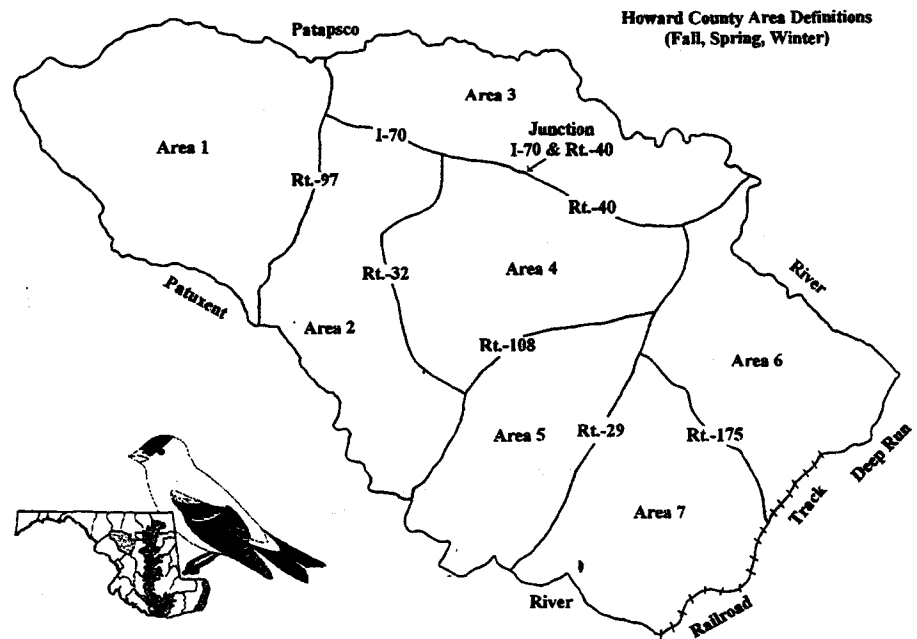 Howard County Area Definitions
(Fall, Spring, Winter)
Patapsco
Area 3
Area 1
I-70
Junction
I-70 & Rt.-40
Rt.-97
Rt.-40
Rt.-32
Area 4
River
Patuxent
Area 2
Rt.-108
Area 6
Area 5
Rt.-29
Rt.-175
Deep Run
Track
Area 7
River
Railroad